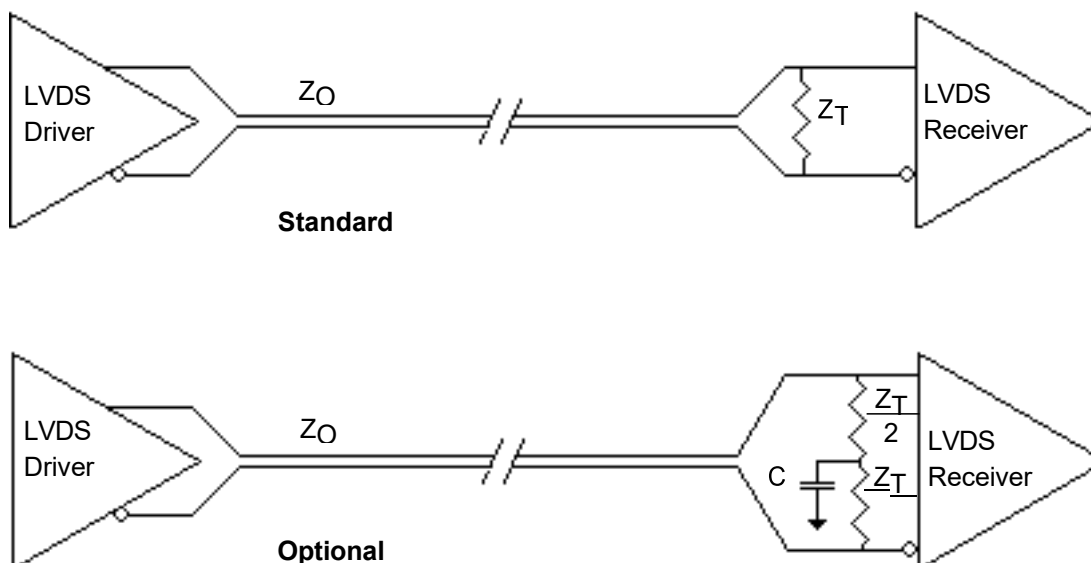 LVDS
Driver
ZO
ZT
LVDS
Receiver
Standard
LVDS
Driver
ZO
ZT
2
C
ZT
LVDS
Receiver
Optional